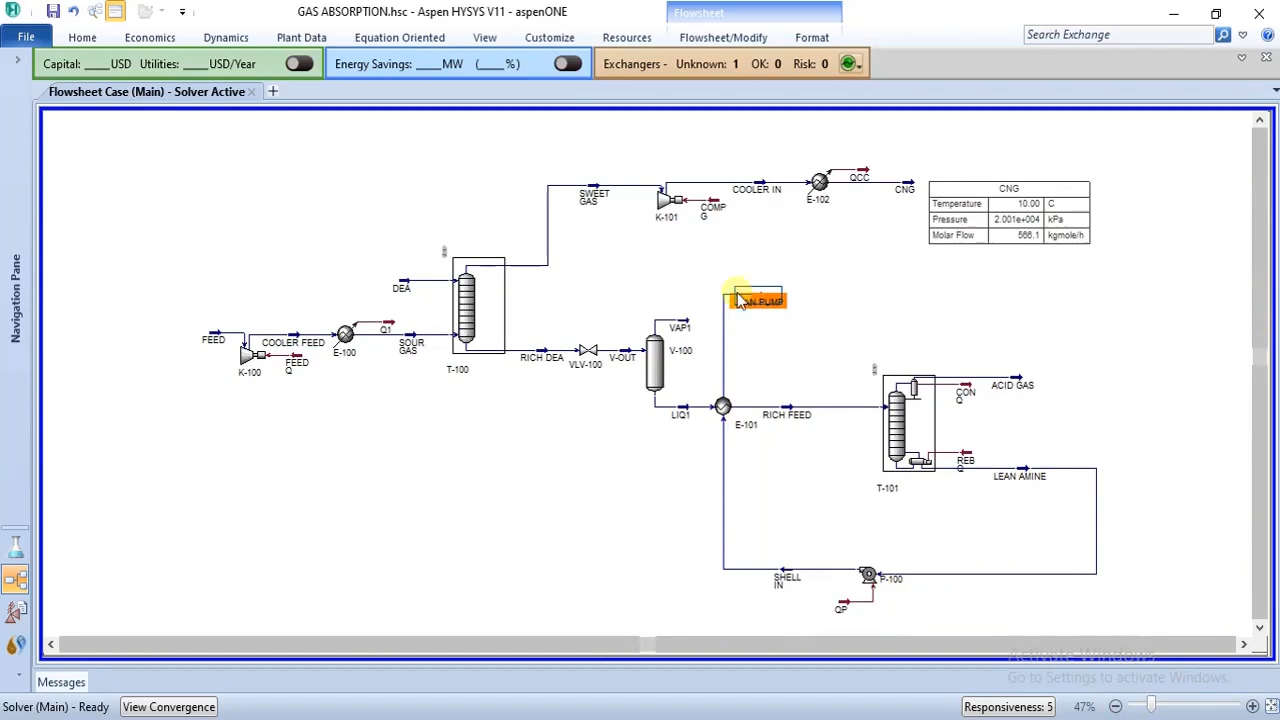 GAS ABSORPTION.hsc - Aspen HYSYS V11 - aspenONE
Flowsheet
File
Home
Economics
Dynamics
Plant Data
Equation Oriented
View
Customize
Resources
Flowsheet/Modify
Format
Search Exchange
Capital: ____USD Utilities: ____USD/Year
Energy Savings: ____MW (____%)
Exchangers - Unknown: 1 OK: 0 Risk: 0
Flowsheet Case (Main) - Solver Active
Navigation Pane
QCC
COOLER IN
CNG
SWEET
GAS
E-102
COMP
G
K-101
CNG
Temperature 10.00 C
Pressure 2.001e+004 kPa
Molar Flow 566.1 kgmole/h
DEA
PUMP
FEED
COOLER FEED
Q1
E-100
SOUR
GAS
FEED
Q
K-100
T-100
RICH DEA
VLV-100
V-OUT
VAP1
V-100
LIQ1
E-101
RICH FEED
ACID GAS
CON
Q
REB
Q
LEAN AMINE
T-101
SHELL
IN
P-100
QP
Activate Windows
Go to Settings to activate Windows.
Messages
Solver (Main) - Ready
View Convergence
Responsiveness: 5
47%